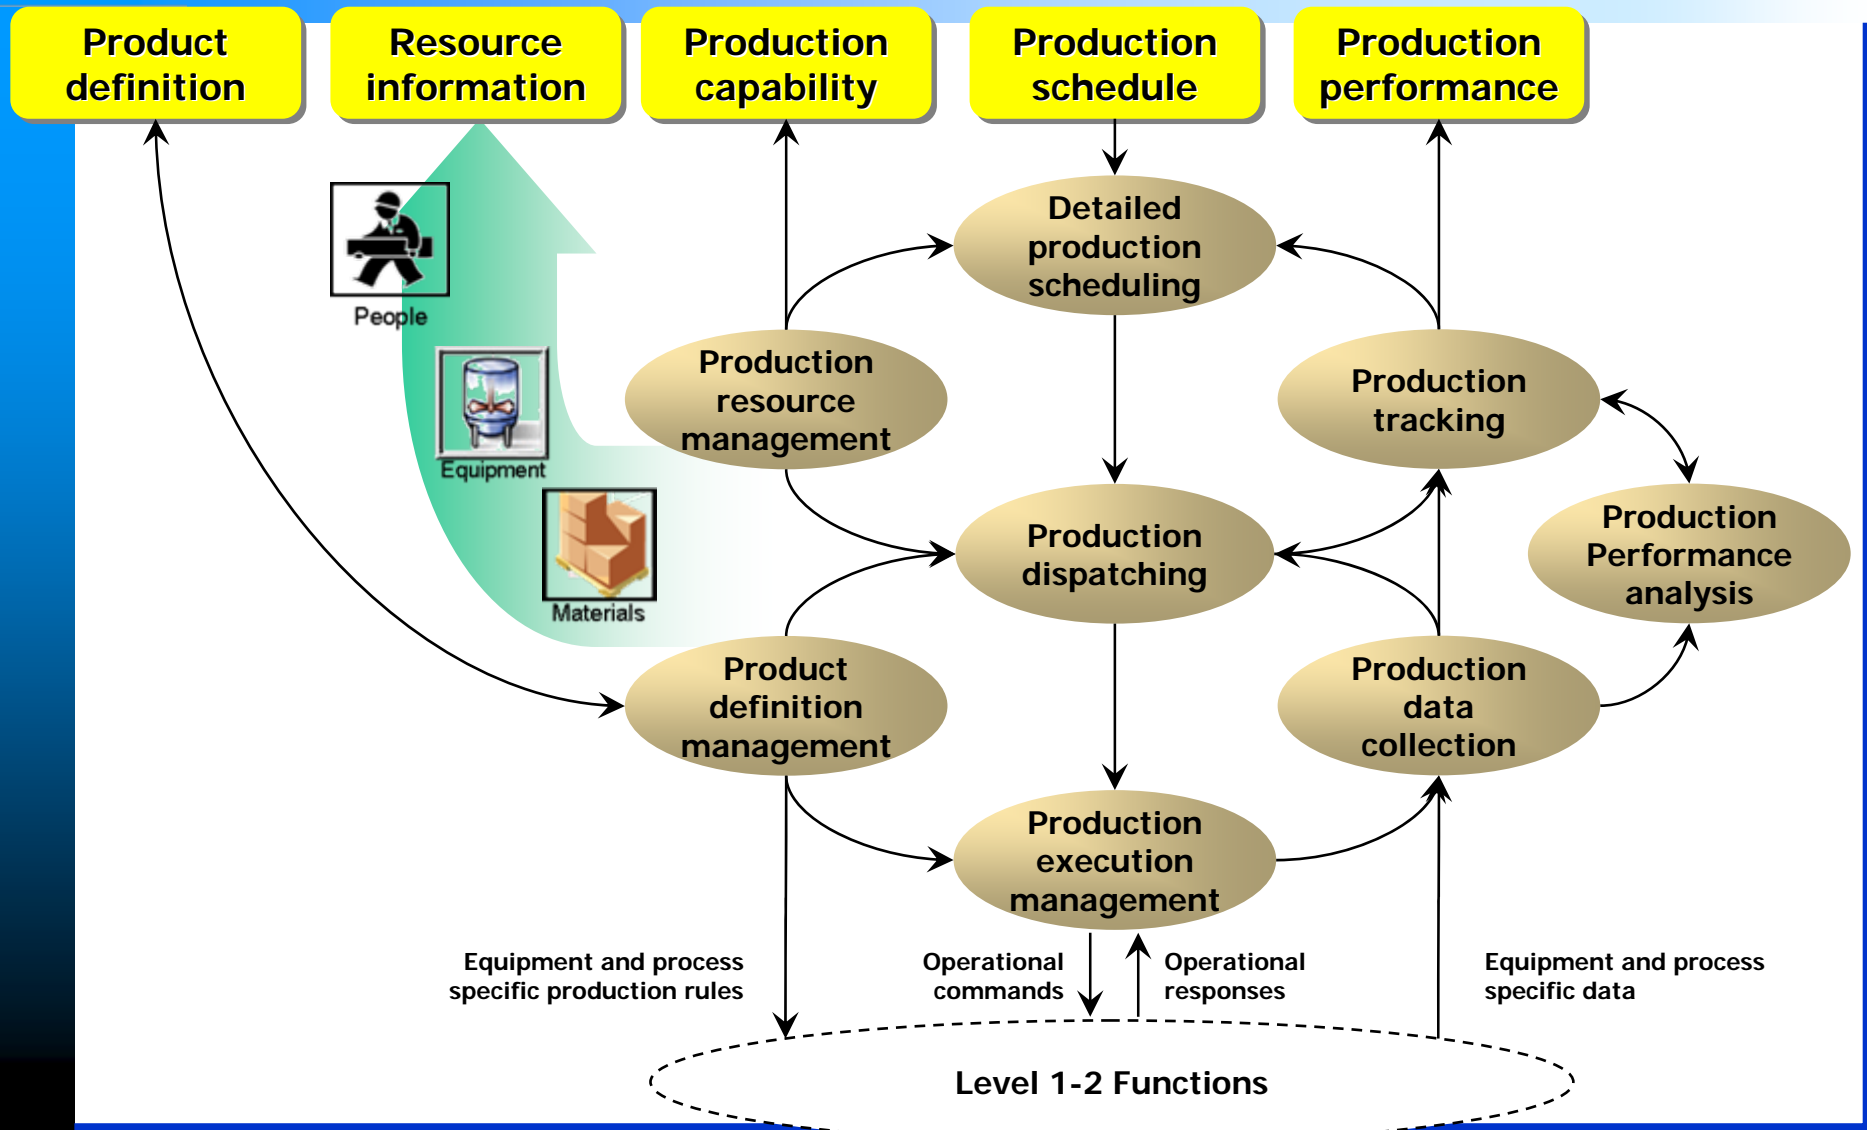 Product
definition
Resource
information
Production
capability
Production
schedule
Production
performance
People
Equipment
Materials
Detailed
production
scheduling
Production
resource
management
Production
tracking
Production
dispatching
Production
Performance
analysis
Product
definition
management
Production
data
collection
Production
execution
management
Equipment and process
specific production rules
Operational
commands
Operational
responses
Equipment and process
specific data
Level 1-2 Functions